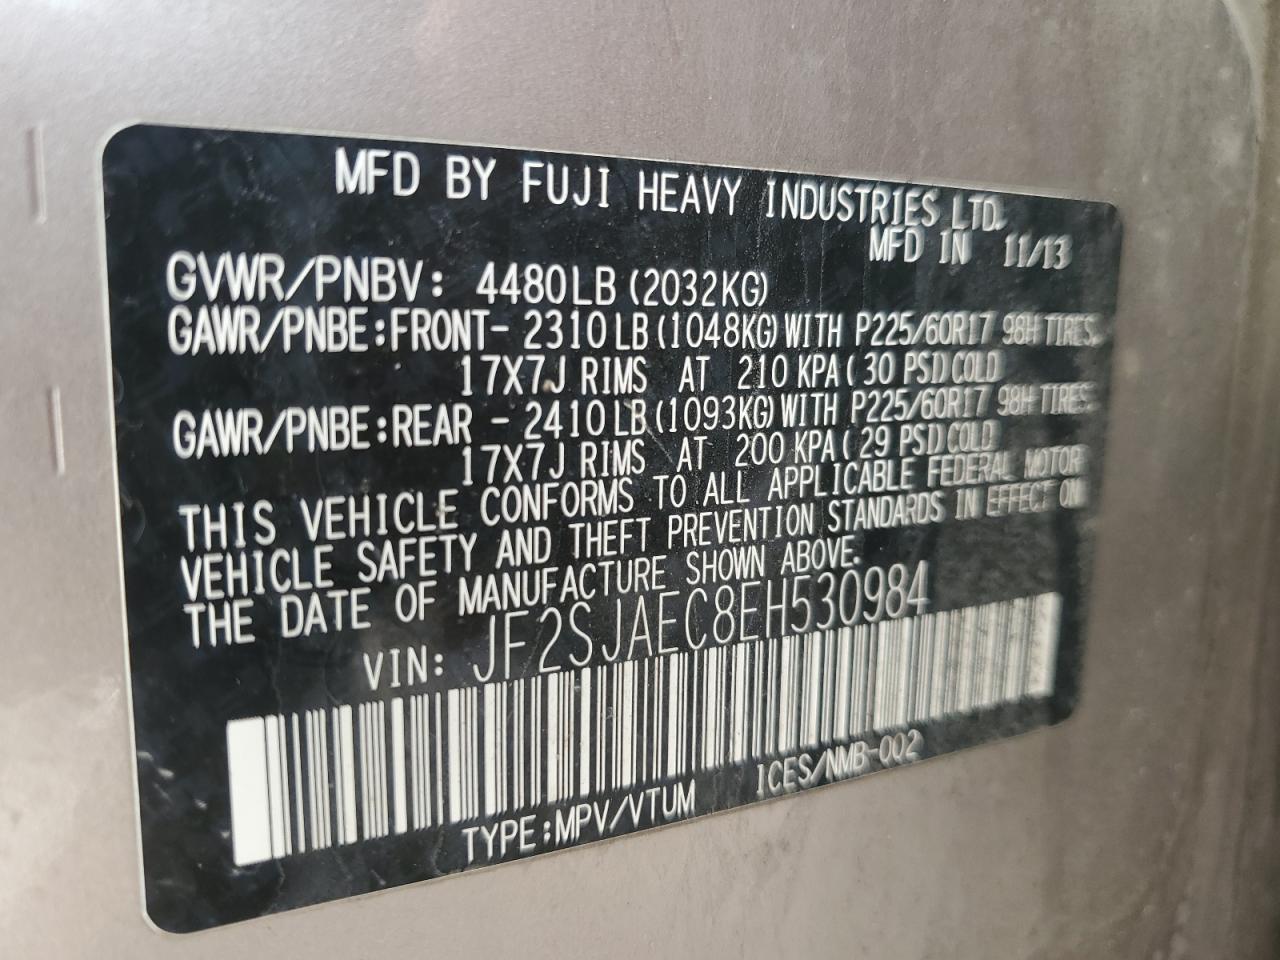 MFD BY FUJI HEAVY INDUSTRIES LTD.
MFD IN 11/13
GVWR/PNBV: 4480LB (2032KG)
GAWR/PNBE:FRONT- 2310LB (1048KG) WITH P225/60R17 98H TIRES.
17X7J RIMS AT 210 KPA( 30 PSI)COLD
GAWR/PNBE:REAR - 2410LB (1093KG) WITH P225/60R17 98H TIRES
17X7J RIMS AT 200 KPA( 29 PSI)COLD
THIS VEHICLE CONFORMS TO ALL APPLICABLE FEDERAL MOTOR
VEHICLE SAFETY AND THEFT PREVENTION STANDARDS IN EFFECT ON
THE DATE OF MANUFACTURE SHOWN ABOVE.
VIN: JF2SJAEC8EH530984
TYPE:MPV/VTUM ICES/NMB-002